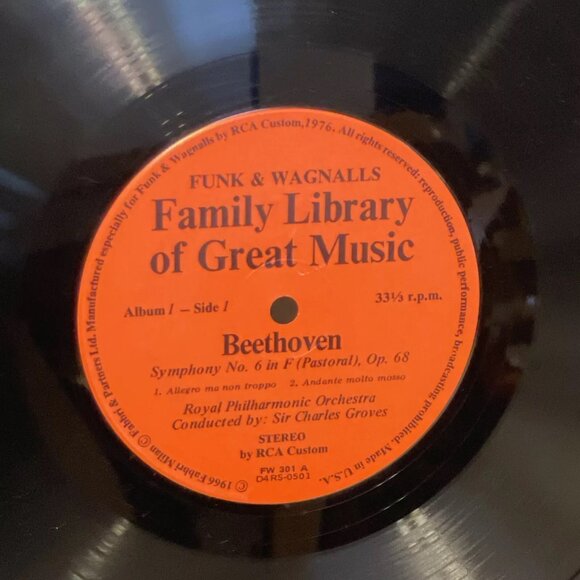 © 1966 Fabbri Milan © Fabbri & Partners Ltd. Manufactured especially for Funk & Wagnalls by RCA Custom, 1976. All rights reserved; reproduction, public performance, broadcasting prohibited. Made in U.S.A.
FUNK & WAGNALLS
Family Library
of Great Music
Album 1 – Side 1
33⅓ r.p.m.
Beethoven
Symphony No. 6 in F (Pastoral), Op. 68
1. Allegro ma non troppo 2. Andante molto mosso
Royal Philharmonic Orchestra
Conducted by: Sir Charles Groves
STEREO
by RCA Custom
FW 301 A
D4RS-0501